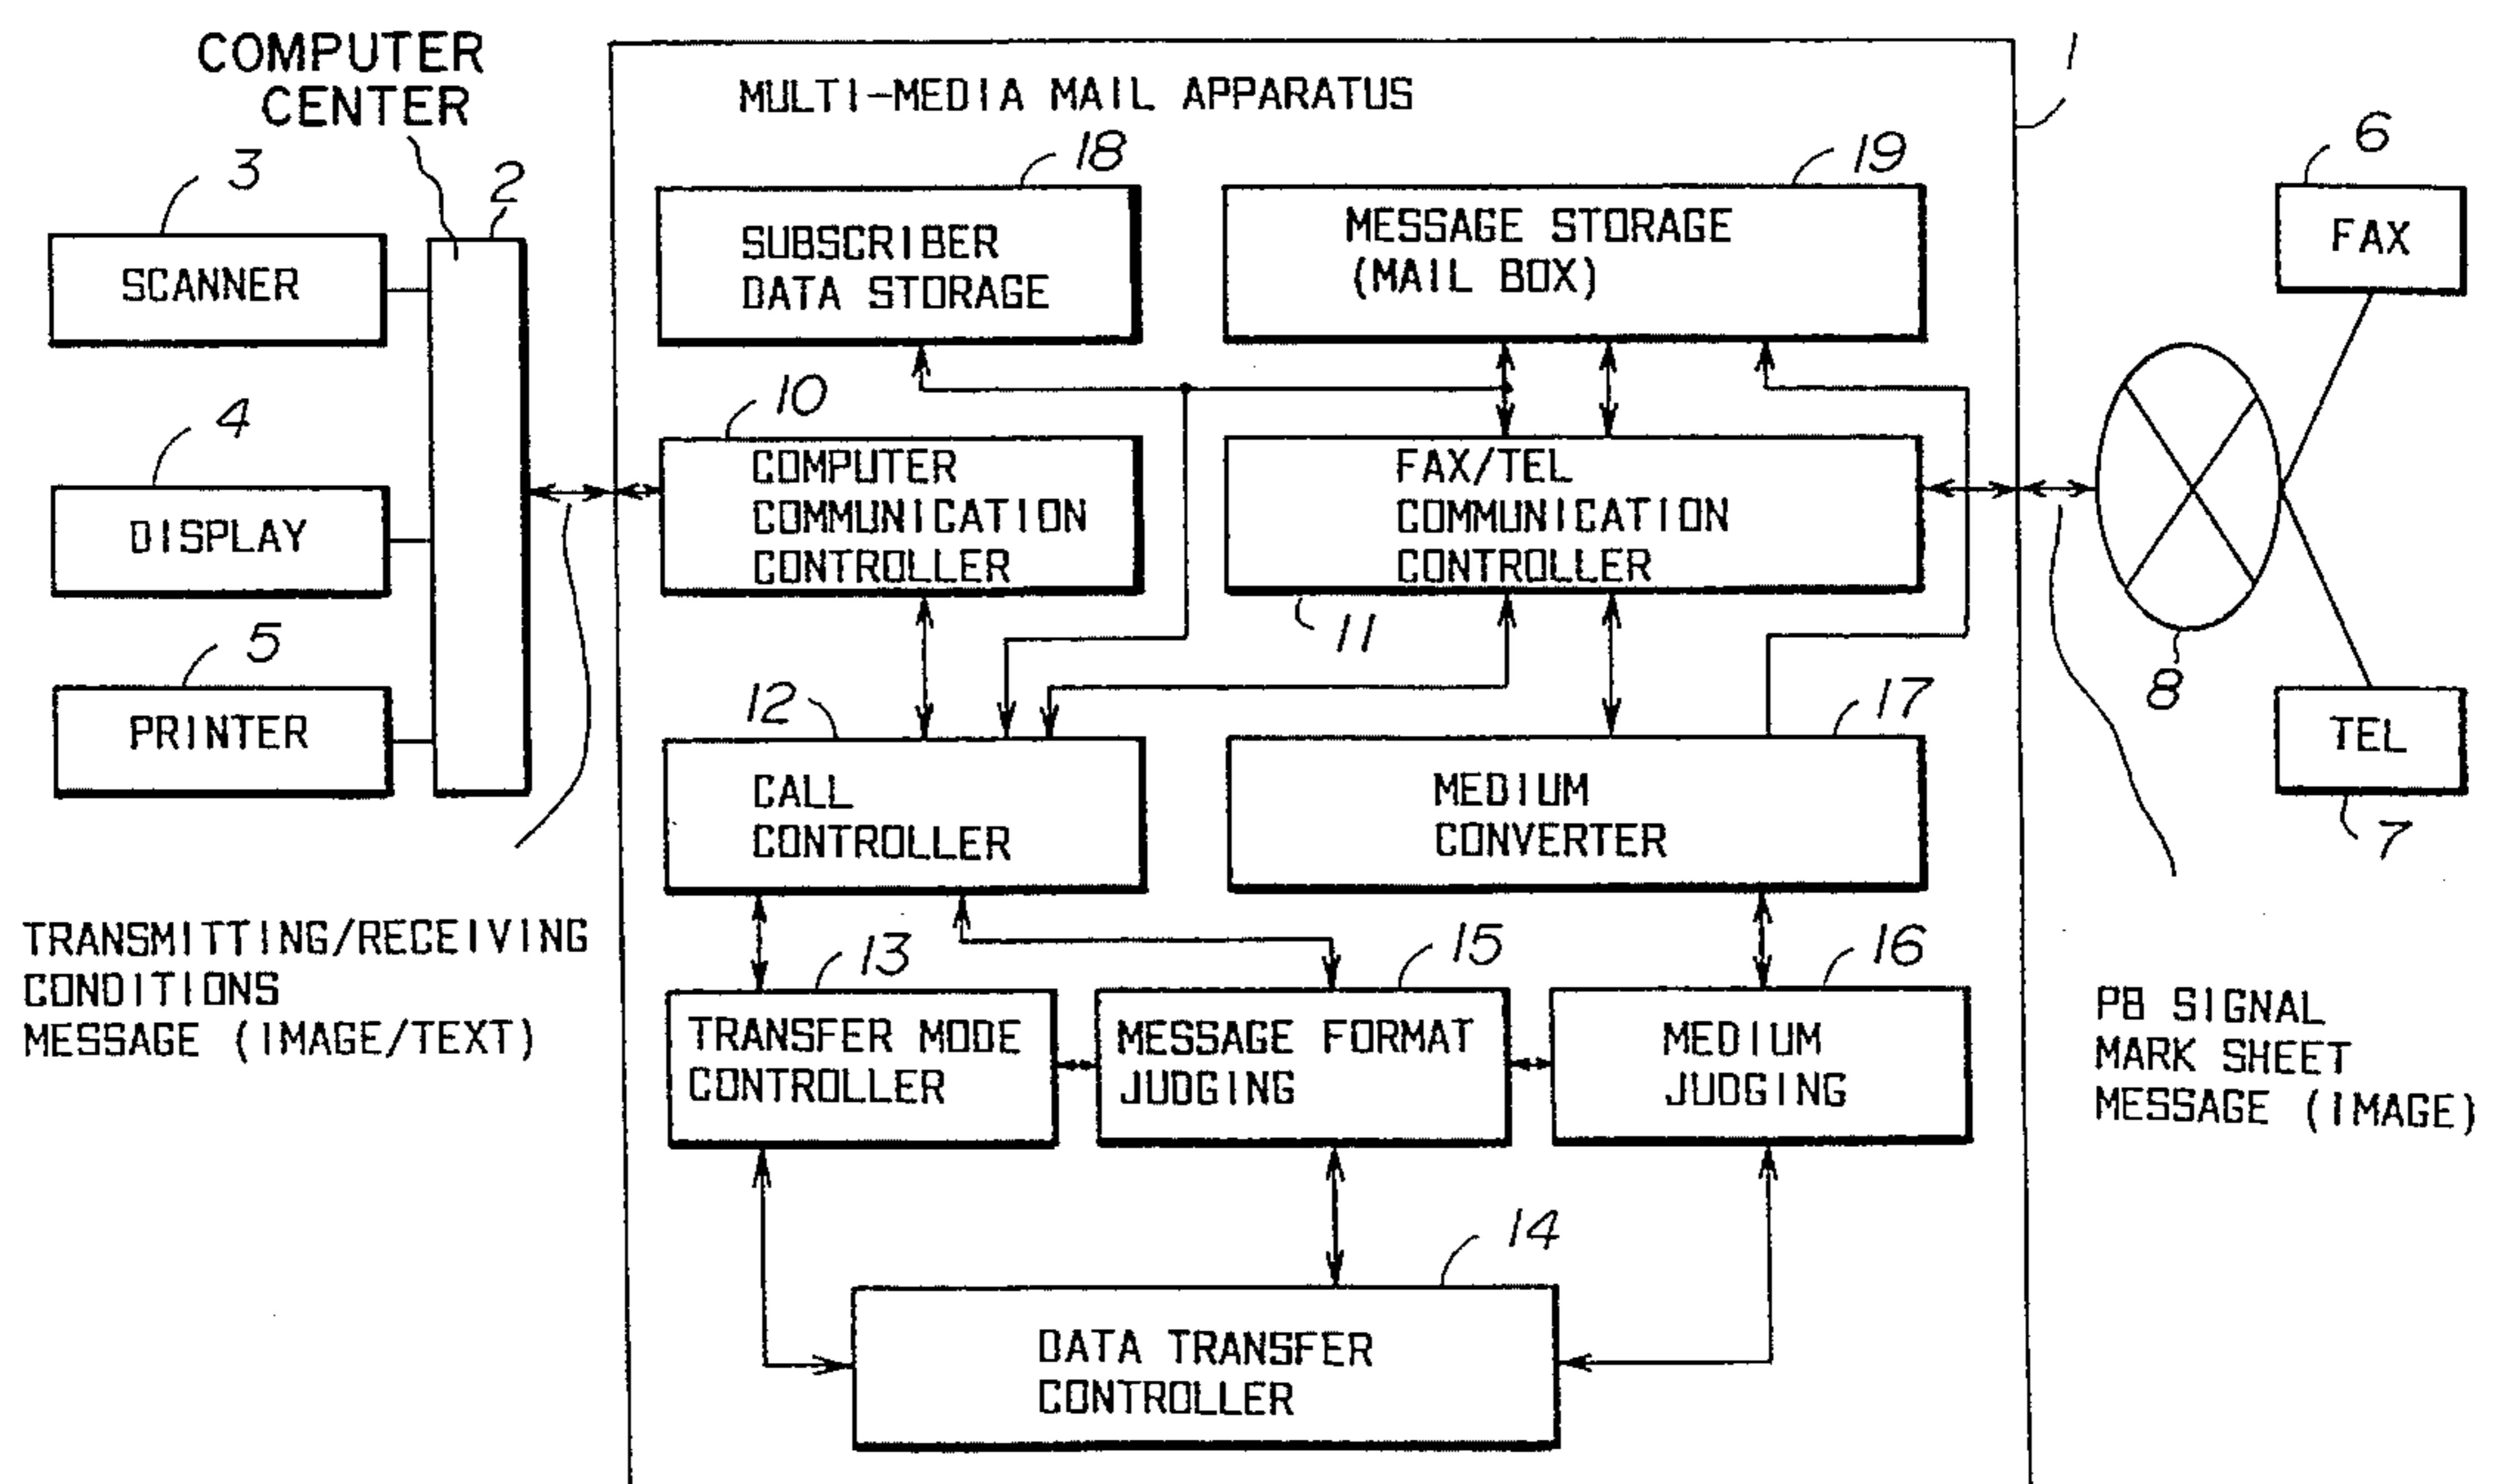 COMPUTER
CENTER
MULTI-MEDIA MAIL APPARATUS
1
3
SCANNER
2
18
SUBSCRIBER
DATA STORAGE
19
MESSAGE STORAGE
(MAIL BOX)
6
FAX
4
DISPLAY
10
COMPUTER
COMMUNICATION
CONTROLLER
FAX/TEL
COMMUNICATION
CONTROLLER
11
8
5
PRINTER
12
CALL
CONTROLLER
17
MEDIUM
CONVERTER
TEL
7
TRANSMITTING/RECEIVING
CONDITIONS
MESSAGE (IMAGE/TEXT)
13
TRANSFER MODE
CONTROLLER
15
MESSAGE FORMAT
JUDGING
16
MEDIUM
JUDGING
PB SIGNAL
MARK SHEET
MESSAGE (IMAGE)
14
DATA TRANSFER
CONTROLLER